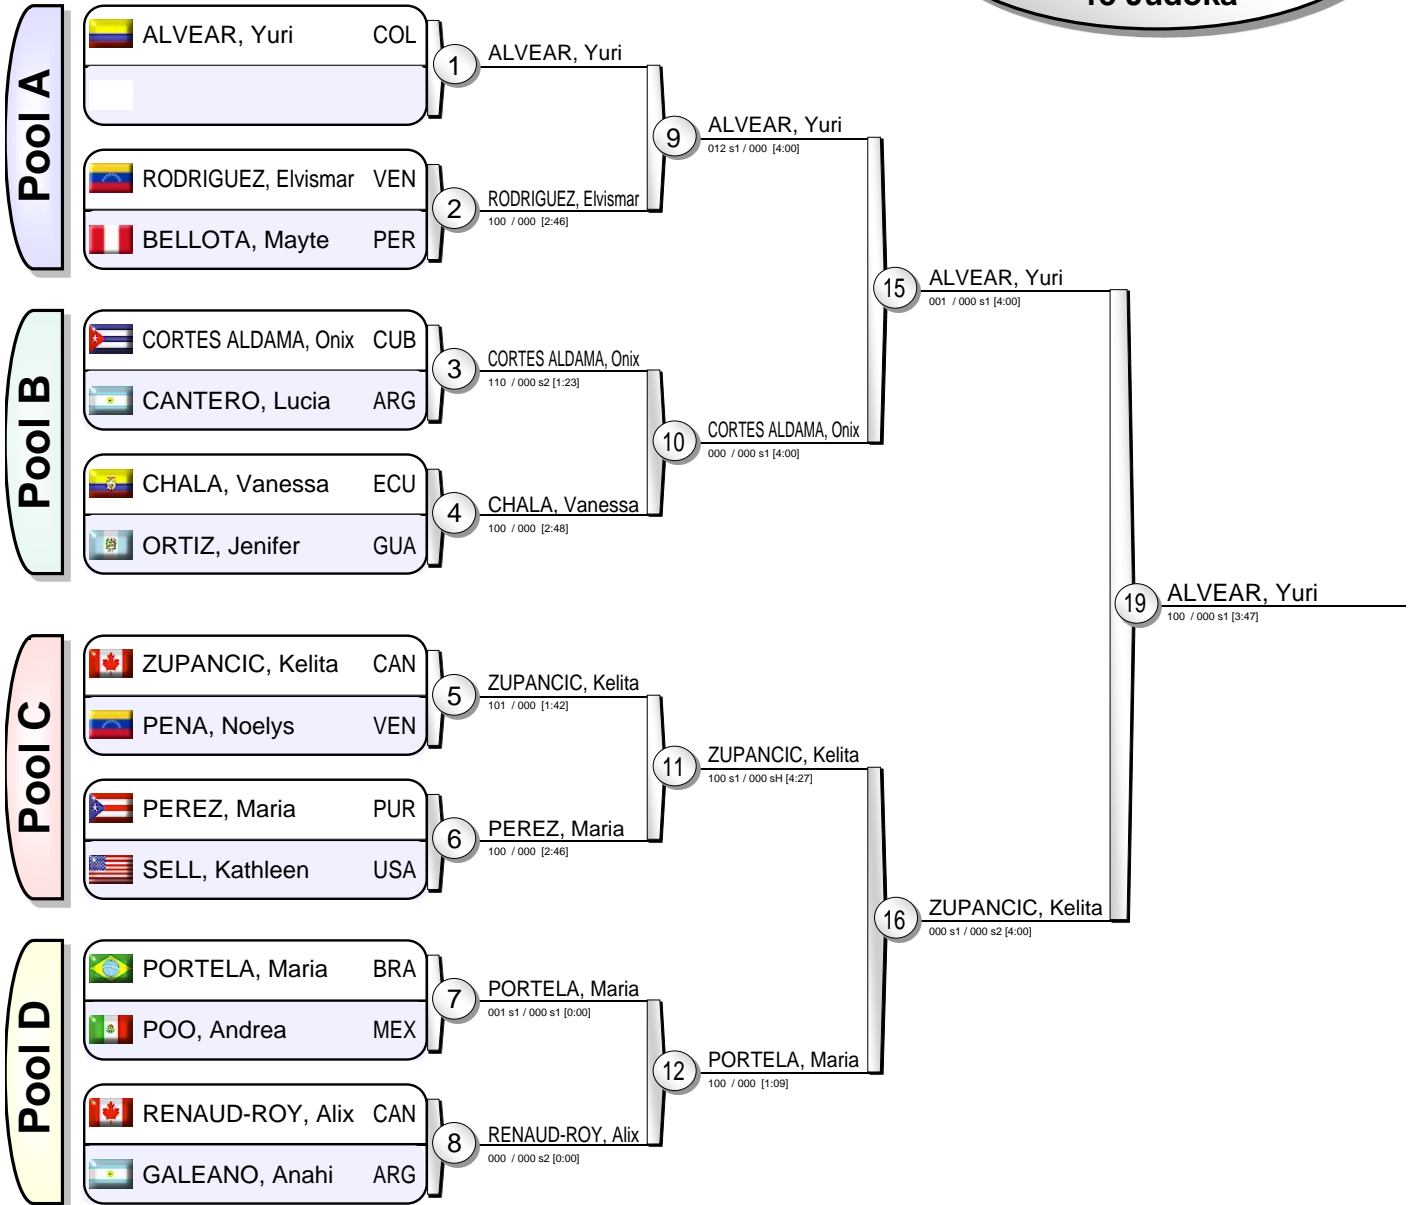 Pool A
ALVEAR, Yuri COL
1
ALVEAR, Yuri
RODRIGUEZ, Elvismar VEN
BELLOTA, Mayte PER
2
RODRIGUEZ, Elvismar
100 / 000 [2:46]
9
ALVEAR, Yuri
012 s1 / 000 [4:00]
Pool B
CORTES ALDAMA, Onix CUB
CANTERO, Lucia ARG
3
CORTES ALDAMA, Onix
110 / 000 s2 [1:23]
CHALA, Vanessa ECU
ORTIZ, Jenifer GUA
4
CHALA, Vanessa
100 / 000 [2:48]
10
CORTES ALDAMA, Onix
000 / 000 s1 [4:00]
15
ALVEAR, Yuri
001 / 000 s1 [4:00]
Pool C
ZUPANCIC, Kelita CAN
PENA, Noelys VEN
5
ZUPANCIC, Kelita
101 / 000 [1:42]
PEREZ, Maria PUR
SELL, Kathleen USA
6
PEREZ, Maria
100 / 000 [2:46]
11
ZUPANCIC, Kelita
100 s1 / 000 sH [4:27]
Pool D
PORTELA, Maria BRA
POO, Andrea MEX
7
PORTELA, Maria
001 s1 / 000 s1 [0:00]
RENAUD-ROY, Alix CAN
GALEANO, Anahi ARG
8
RENAUD-ROY, Alix
000 / 000 s2 [0:00]
12
PORTELA, Maria
100 / 000 [1:09]
16
ZUPANCIC, Kelita
000 s1 / 000 s2 [4:00]
19
ALVEAR, Yuri
100 / 000 s1 [3:47]